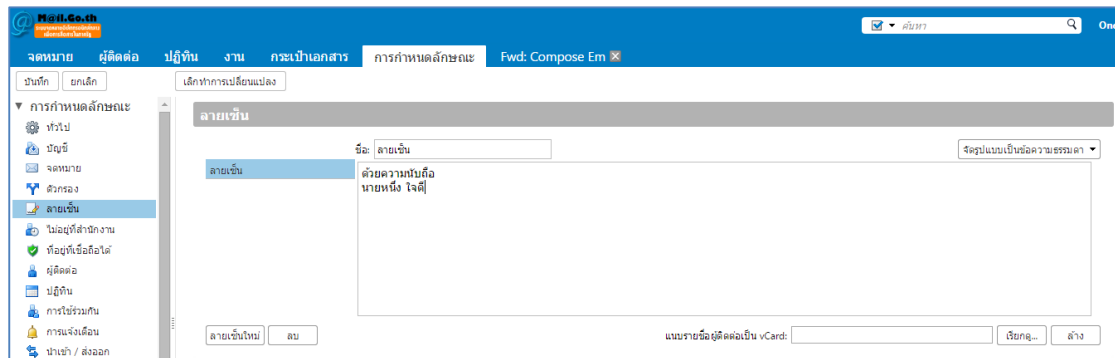 M@il.Go.th
ค้นหา
One
จดหมาย ผู้ติดต่อ ปฏิทิน งาน กระเป๋าเอกสาร การกำหนดลักษณะ Fwd: Compose Em
บันทึก ยกเลิก เลิกทำการเปลี่ยนแปลง
การกำหนดลักษณะ
ทั่วไป
บัญชี
จดหมาย
ตัวกรอง
ลายเซ็น
ไม่อยู่ที่สำนักงาน
ที่อยู่ที่เชื่อถือได้
ผู้ติดต่อ
ปฏิทิน
การใช้ร่วมกัน
การแจ้งเตือน
นำเข้า / ส่งออก
ลายเซ็น
ชื่อ: ลายเซ็น จัดรูปแบบเป็นข้อความธรรมดา
ลายเซ็น
ด้วยความนับถือ
นายหนึ่ง ใจดี
ลายเซ็นใหม่ ลบ แนบรายชื่อผู้ติดต่อเป็น vCard: เรียกดู... ล้าง